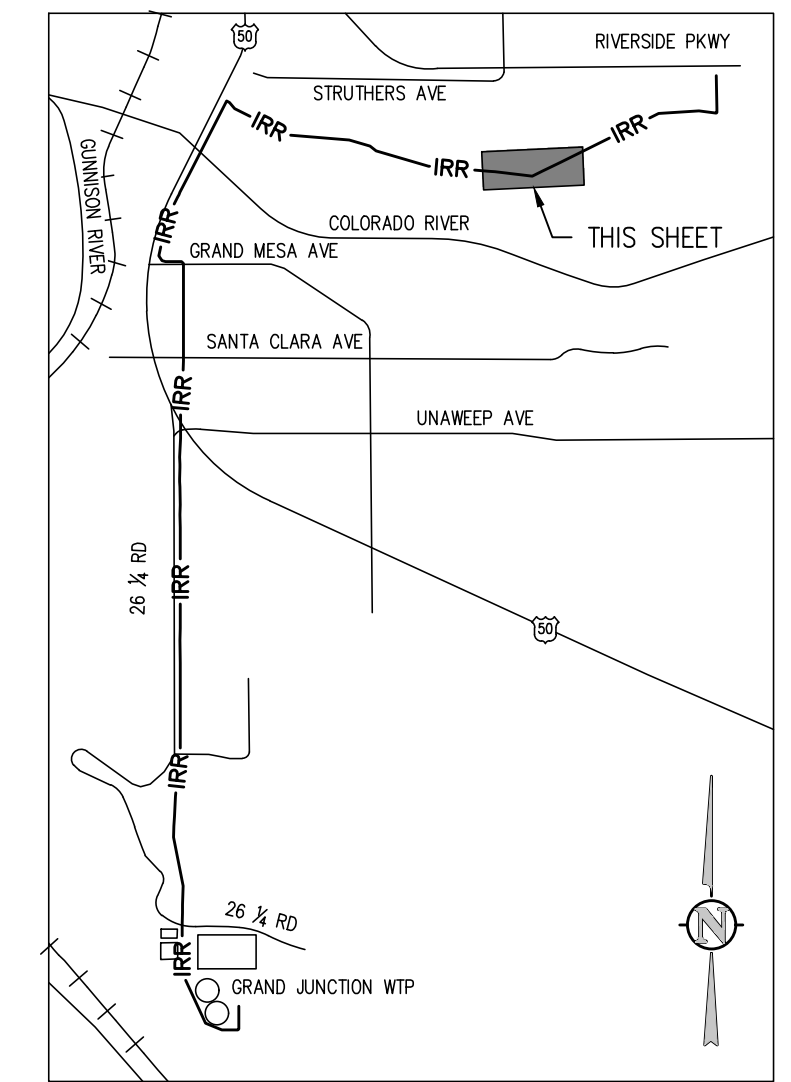 50
RIVERSIDE PKWY
STRUTHERS AVE
IRR
IRR
IRR
GUNNISON RIVER
IRR
COLORADO RIVER
THIS SHEET
GRAND MESA AVE
SANTA CLARA AVE
IRR
UNAWEEP AVE
26 ¼ RD
IRR
50
IRR
26 ¼ RD
N
IRR
GRAND JUNCTION WTP